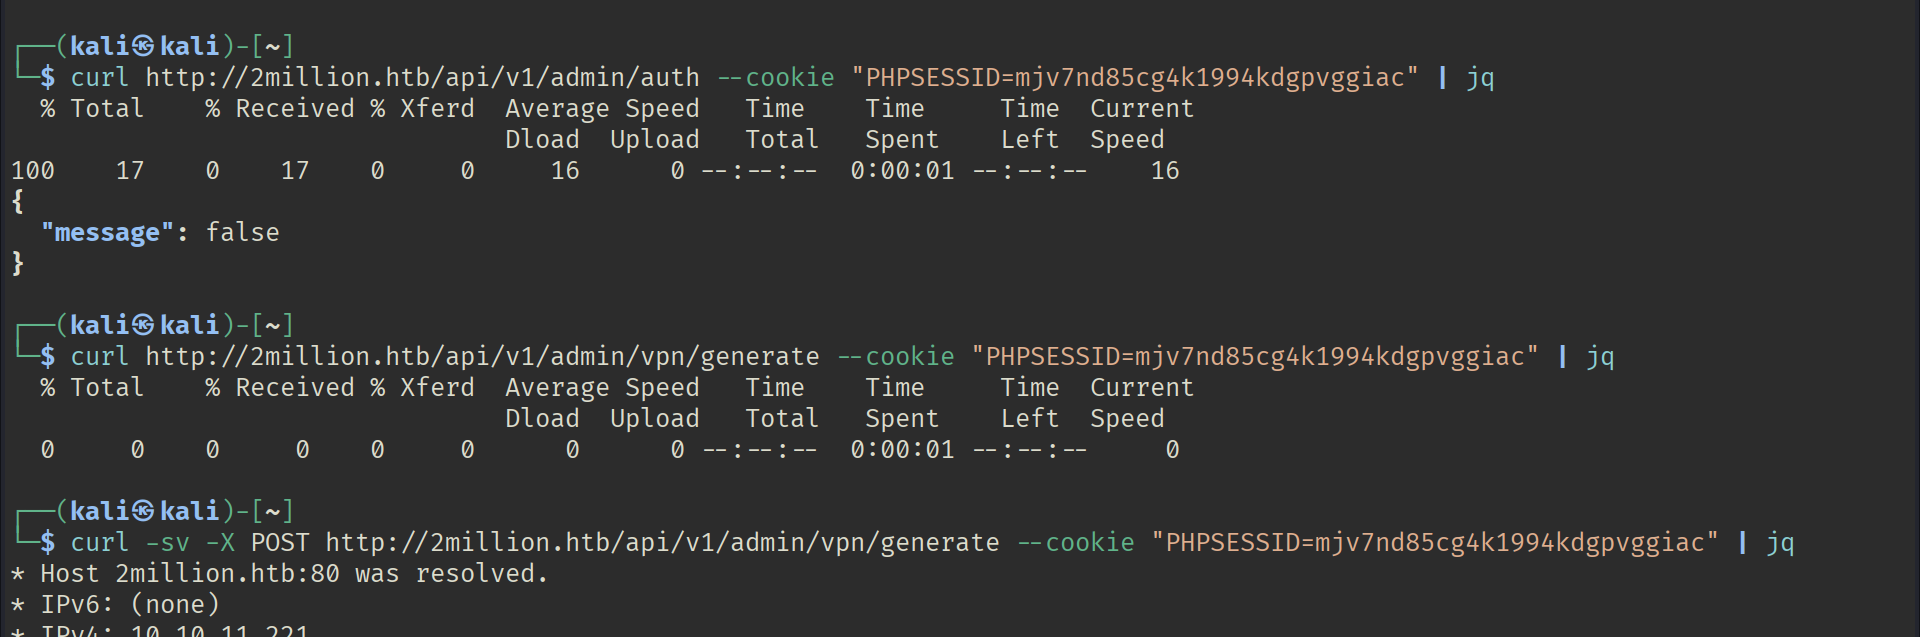 ┌──(kali㉿kali)-[~]
└─$ curl http://2million.htb/api/v1/admin/auth --cookie "PHPSESSID=mjv7nd85cg4k1994kdgpvggiac" | jq
  % Total    % Received % Xferd  Average Speed   Time    Time     Time  Current
                                 Dload  Upload   Total   Spent    Left  Speed
100    17    0    17    0     0     16      0 --:--:--  0:00:01 --:--:--    16
{
  "message": false
}
┌──(kali㉿kali)-[~]
└─$ curl http://2million.htb/api/v1/admin/vpn/generate --cookie "PHPSESSID=mjv7nd85cg4k1994kdgpvggiac" | jq
  % Total    % Received % Xferd  Average Speed   Time    Time     Time  Current
                                 Dload  Upload   Total   Spent    Left  Speed
  0     0    0     0    0     0      0      0 --:--:--  0:00:01 --:--:--     0
┌──(kali㉿kali)-[~]
└─$ curl -sv -X POST http://2million.htb/api/v1/admin/vpn/generate --cookie "PHPSESSID=mjv7nd85cg4k1994kdgpvggiac" | jq
* Host 2million.htb:80 was resolved.
* IPv6: (none)
* IPv4: 10.10.11.221